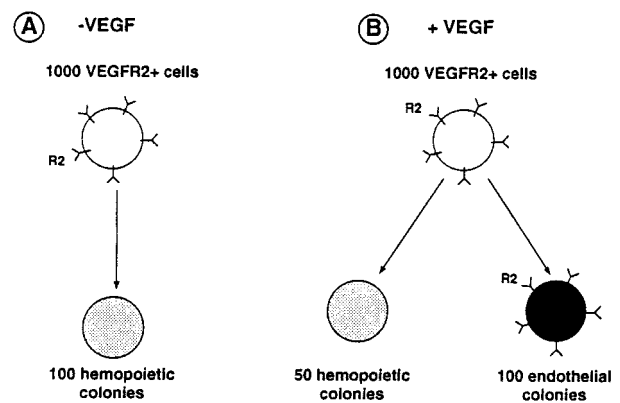 A -VEGF
1000 VEGFR2+ cells
R2
100 hemopoietic
colonies
B + VEGF
1000 VEGFR2+ cells
R2
R2
50 hemopoietic
colonies
100 endothelial
colonies